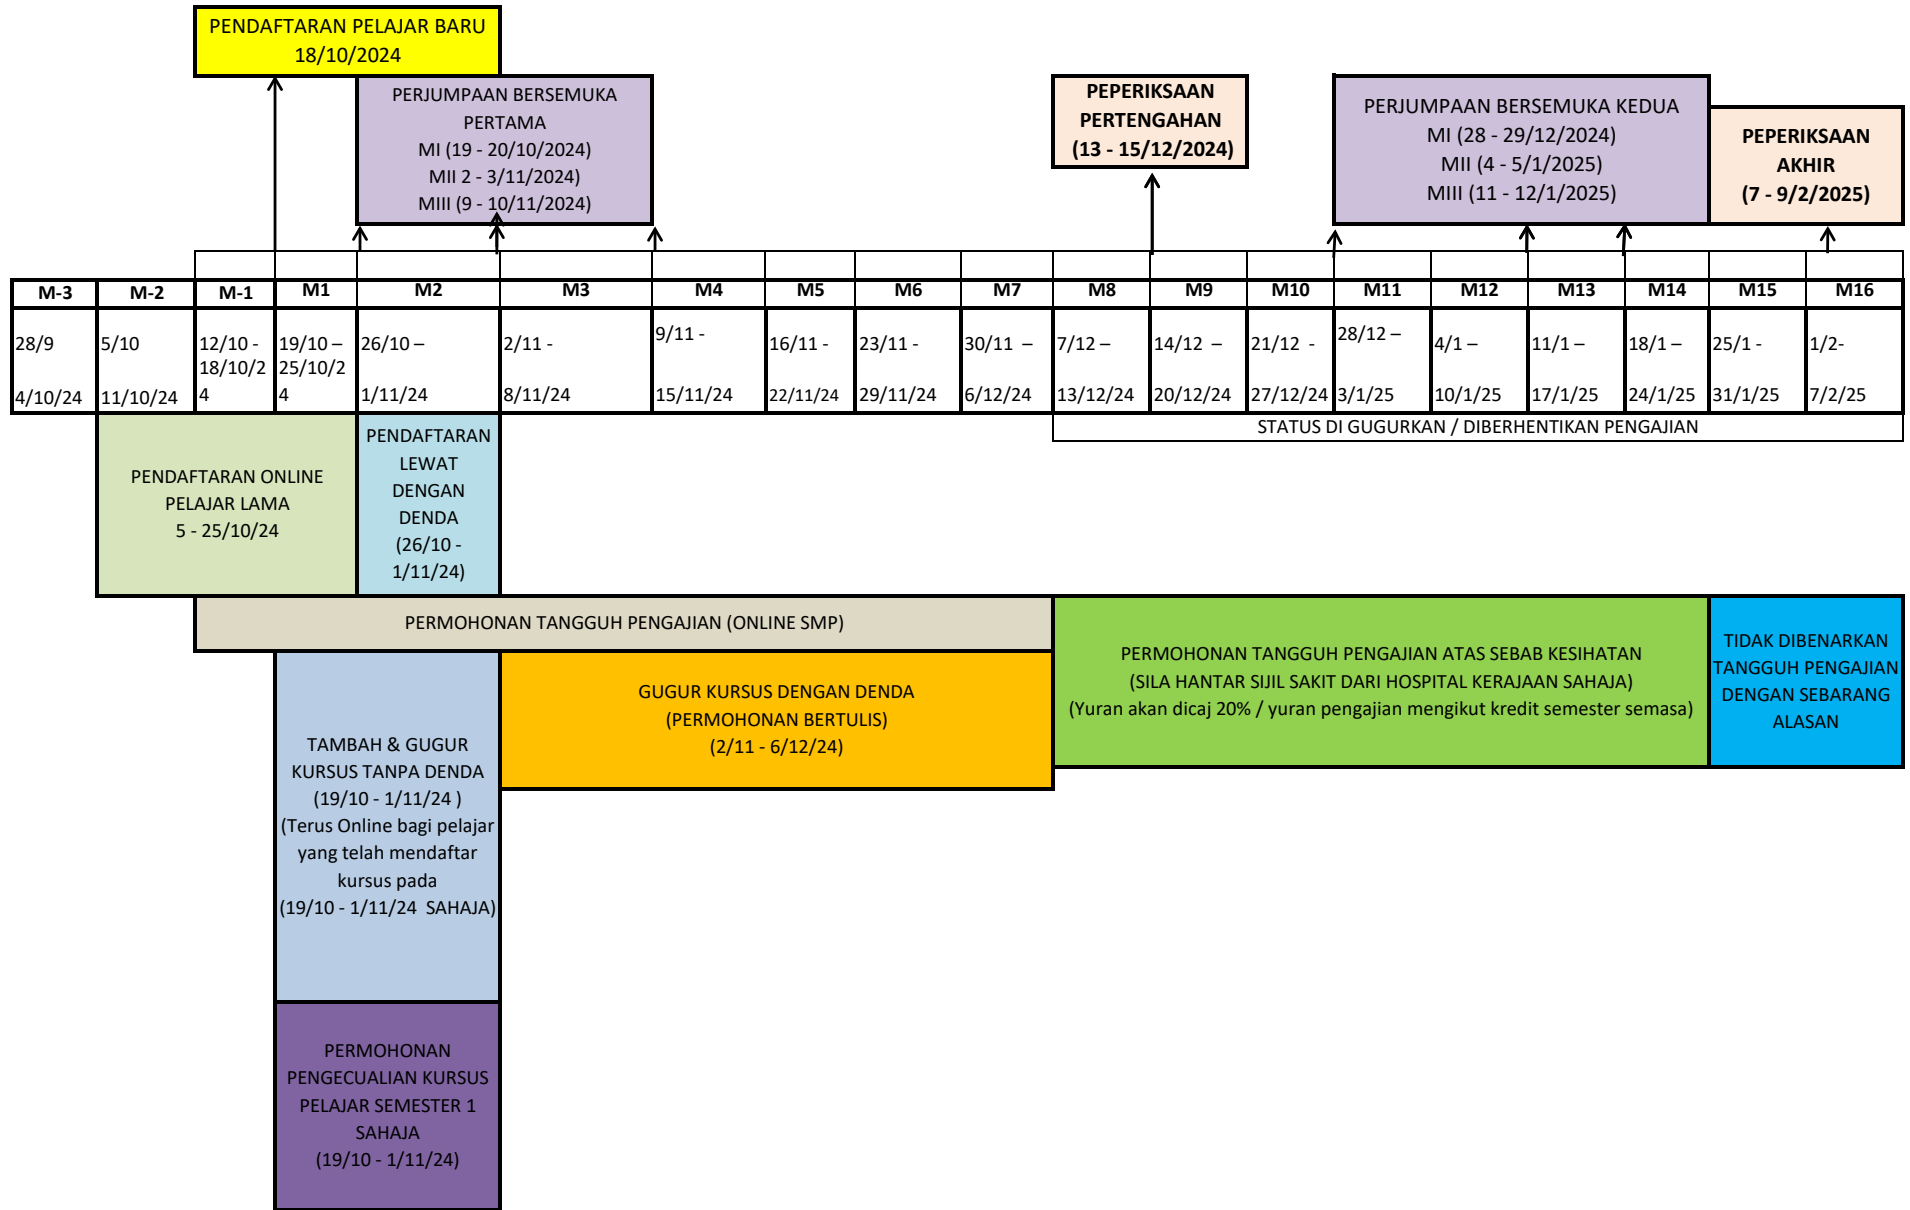 PENDAFTARAN PELAJAR BARU
18/10/2024
PERJUMPAAN BERSEMUKA
PERTAMA
MI (19 - 20/10/2024)
MII 2 - 3/11/2024)
MIII (9 - 10/11/2024)
PEPERIKSAAN
PERTENGAHAN
(13 - 15/12/2024)
PERJUMPAAN BERSEMUKA KEDUA
MI (28 - 29/12/2024)
MII (4 - 5/1/2025)
MIII (11 - 12/1/2025)
PEPERIKSAAN
AKHIR
(7 - 9/2/2025)
M-3 M-2 M-1 M1 M2 M3 M4 M5 M6 M7 M8 M9 M10 M11 M12 M13 M14 M15 M16
28/9
4/10/24
5/10
11/10/24
12/10 -
18/10/2
4
19/10 –
25/10/2
4
26/10 –
1/11/24
2/11 -
8/11/24
9/11 -
15/11/24
16/11 -
22/11/24
23/11 -
29/11/24
30/11 –
6/12/24
7/12 –
13/12/24
14/12 –
20/12/24
21/12 -
27/12/24
28/12 –
3/1/25
4/1 –
10/1/25
11/1 –
17/1/25
18/1 –
24/1/25
25/1 -
31/1/25
1/2-
7/2/25
STATUS DI GUGURKAN / DIBERHENTIKAN PENGAJIAN
PENDAFTARAN ONLINE
PELAJAR LAMA
5 - 25/10/24
PENDAFTARAN
LEWAT
DENGAN
DENDA
(26/10 -
1/11/24)
PERMOHONAN TANGGUH PENGAJIAN (ONLINE SMP)
PERMOHONAN TANGGUH PENGAJIAN ATAS SEBAB KESIHATAN
(SILA HANTAR SIJIL SAKIT DARI HOSPITAL KERAJAAN SAHAJA)
(Yuran akan dicaj 20% / yuran pengajian mengikut kredit semester semasa)
TIDAK DIBENARKAN
TANGGUH PENGAJIAN
DENGAN SEBARANG
ALASAN
GUGUR KURSUS DENGAN DENDA
(PERMOHONAN BERTULIS)
(2/11 - 6/12/24)
TAMBAH & GUGUR
KURSUS TANPA DENDA
(19/10 - 1/11/24 )
(Terus Online bagi pelajar
yang telah mendaftar
kursus pada
(19/10 - 1/11/24 SAHAJA)
PERMOHONAN
PENGECUALIAN KURSUS
PELAJAR SEMESTER 1
SAHAJA
(19/10 - 1/11/24)